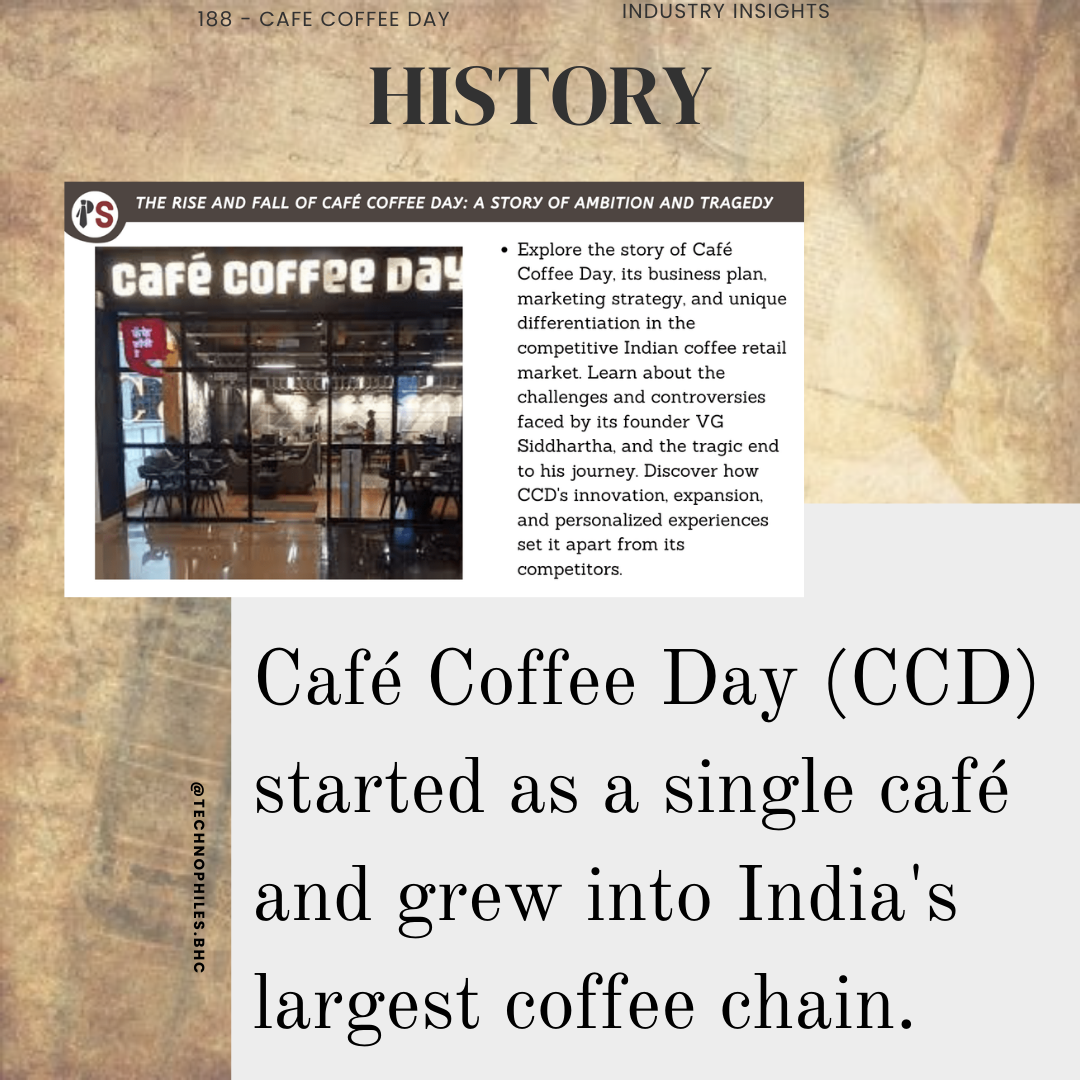 188 - CAFE COFFEE DAY
INDUSTRY INSIGHTS
HISTORY
PS
THE RISE AND FALL OF CAFÉ COFFEE DAY: A STORY OF AMBITION AND TRAGEDY
café coffee Day
• Explore the story of Café
Coffee Day, its business plan,
marketing strategy, and unique
differentiation in the
competitive Indian coffee retail
market. Learn about the
challenges and controversies
faced by its founder VG
Siddhartha, and the tragic end
to his journey. Discover how
CCD's innovation, expansion,
and personalized experiences
set it apart from its
competitors.
Café Coffee Day (CCD)
started as a single café
and grew into India's
largest coffee chain.
@TECHNOPHILES.BHC